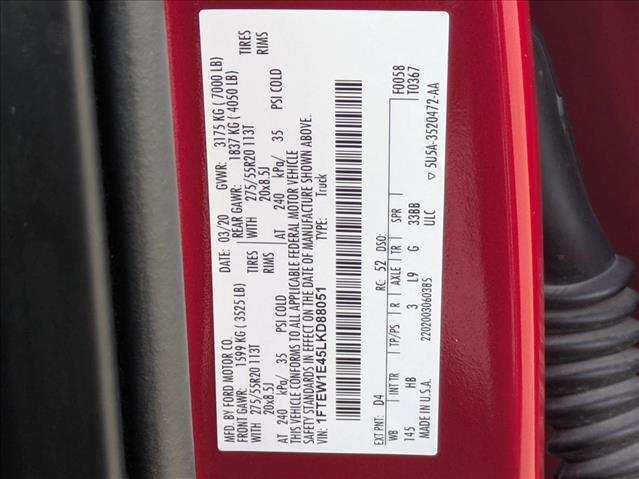 MFD. BY FORD MOTOR CO. DATE: 03/20 GVWR: 3175 KG ( 7000 LB)
FRONT GAWR: 1599 KG ( 3525 LB) REAR GAWR: 1837 KG ( 4050 LB)
WITH 275/55R20 113T TIRES WITH 275/55R20 113T TIRES
20x8.5J RIMS 20x8.5J RIMS
AT 240 kPa/ 35 PSI COLD AT 240 kPa/ 35 PSI COLD
THIS VEHICLE CONFORMS TO ALL APPLICABLE FEDERAL MOTOR VEHICLE
SAFETY STANDARDS IN EFFECT ON THE DATE OF MANUFACTURE SHOWN ABOVE.
VIN: 1FTEW1E45LKD88051 TYPE: Truck
F0058
EXT PNT: D4 RC: 52 DSO: T0367
WB INT TR TP/PS R AXLE TR SPR
145 HB 3 L9 G 33BB
MADE IN U.S.A. 2202003060385 ULC ▽ 5U5A-3520472-AA